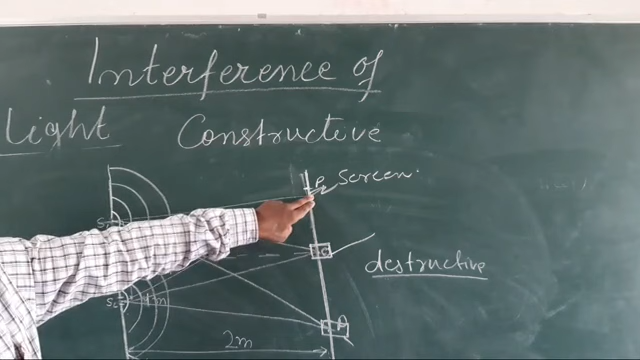 Interference of
Light Constructive
P Screen.
destructive
2m